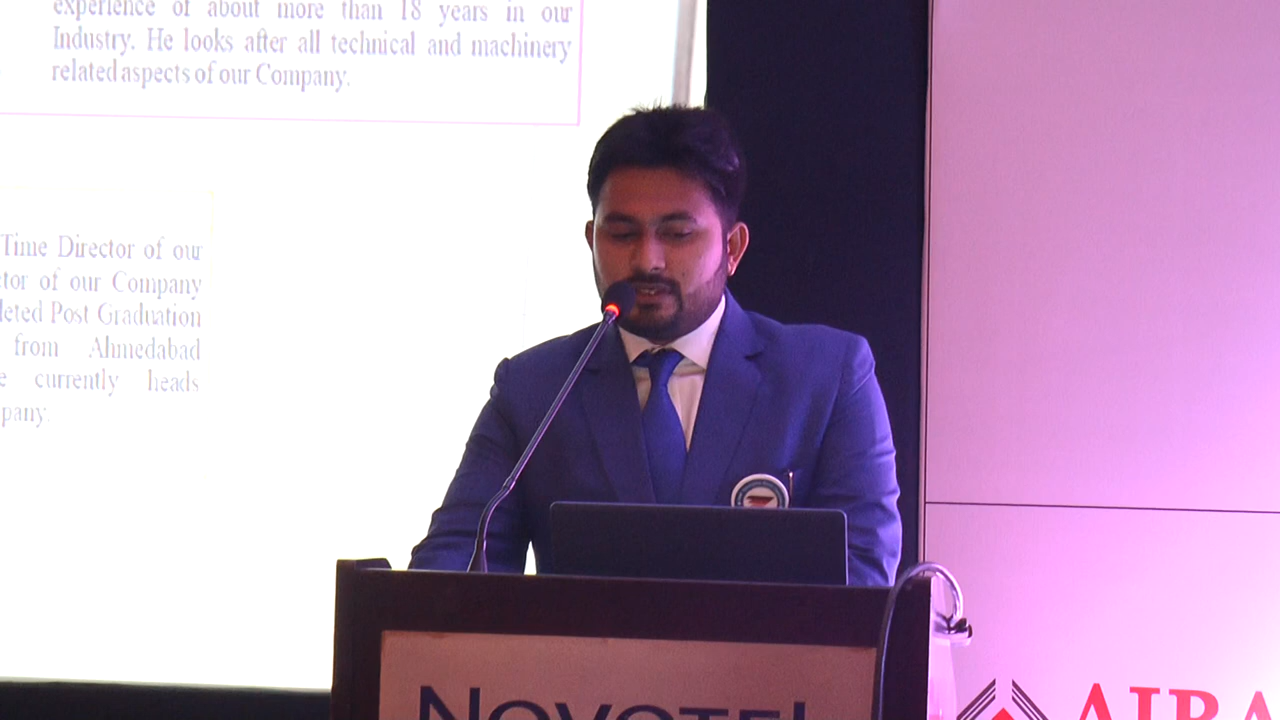 experience of about more than 18 years in our
Industry. He looks after all technical and machinery
related aspects of our Company.
Time Director of our
ctor of our Company
leted Post Graduation
from Ahmedabad
e currently heads
pany.
NOVOTEL
AIRA